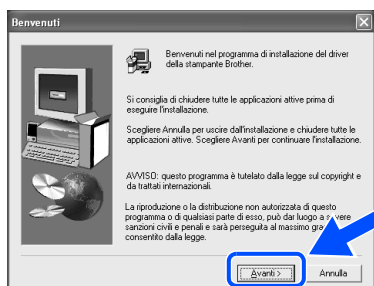 Benvenuti
Benvenuti nel programma di installazione del driver
della stampante Brother.
Si consiglia di chiudere tutte le applicazioni attive prima di
eseguire l'installazione.
Scegliere Annulla per uscire dall'installazione e chiudere tutte le
applicazioni attive. Scegliere Avanti per continuare l'installazione.
AVVISO: questo programma è tutelato dalla legge sul copyright e
da trattati internazionali.
La riproduzione o la distribuzione non autorizzata di questo
programma o di qualsiasi parte di esso, può dar luogo a
sanzioni civili e penali e sarà perseguita al massimo
consentito dalla legge.
Avanti >
Annulla